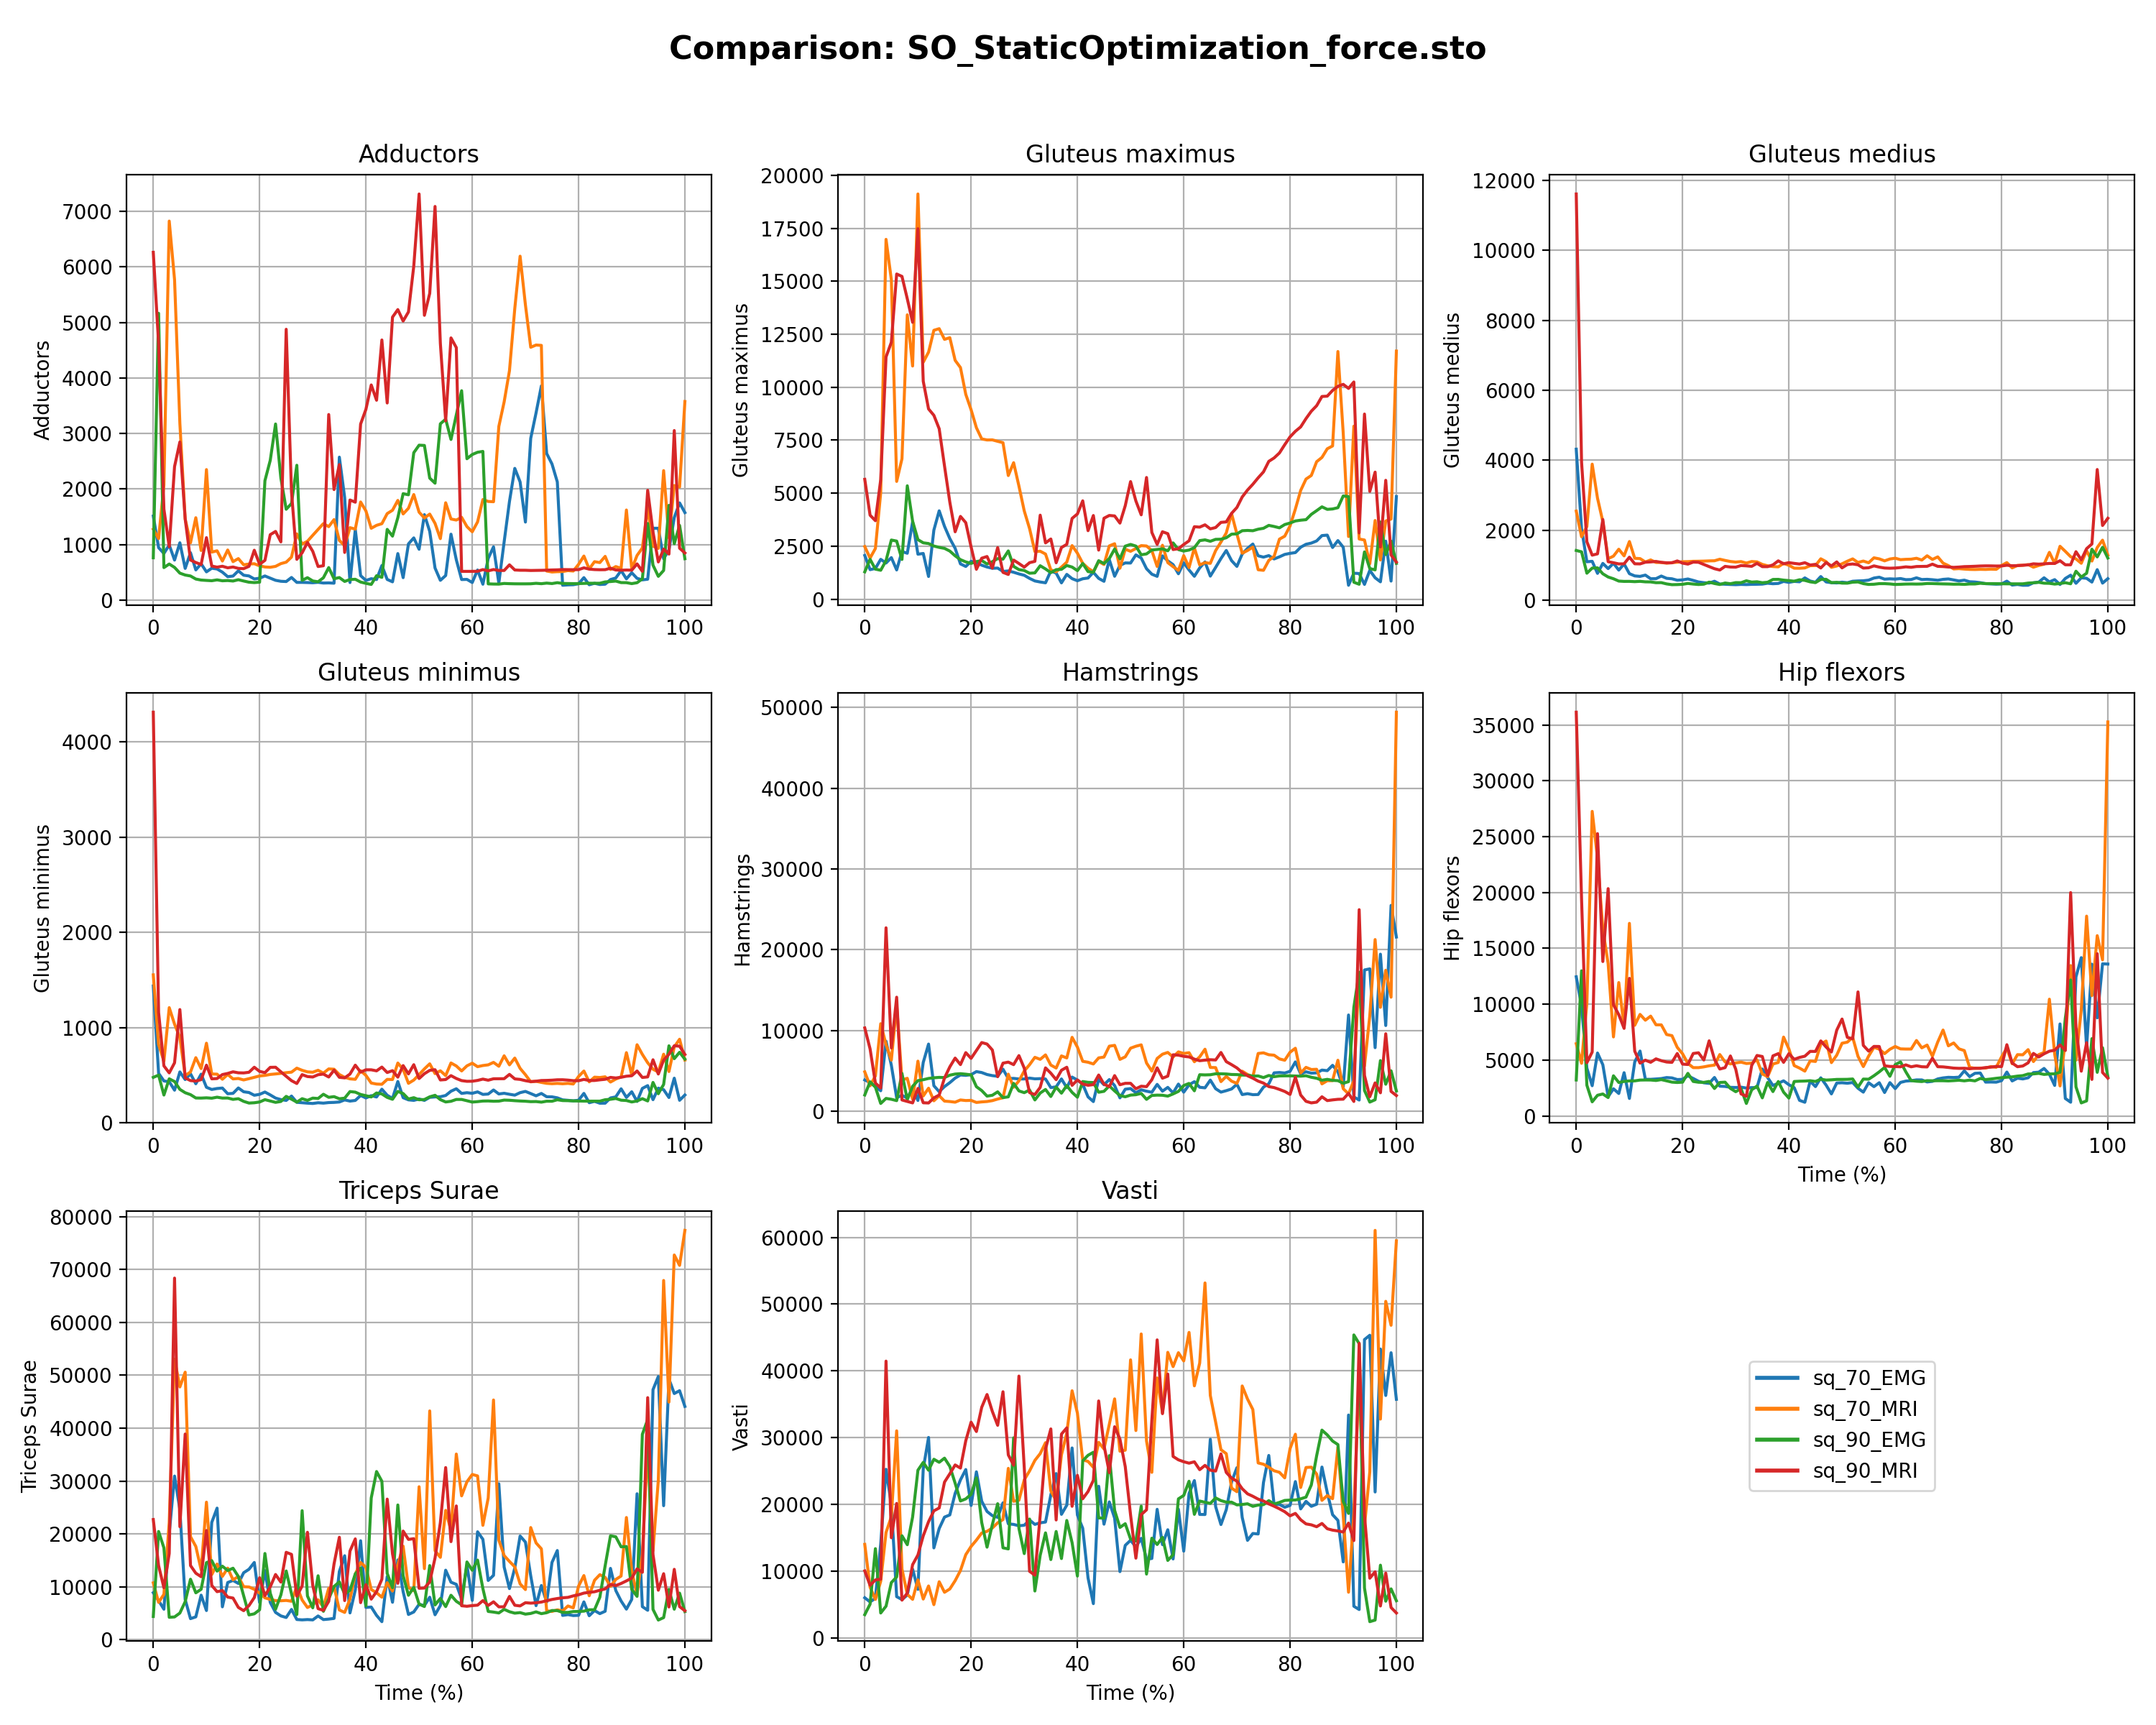 Comparison: SO_StaticOptimization_force.sto
Adductors
Gluteus maximus
Gluteus medius
Adductors
7000
6000
5000
4000
3000
2000
1000
0
0 20 40 60 80 100
Gluteus maximus
20000
17500
15000
12500
10000
7500
5000
2500
0
0 20 40 60 80 100
Gluteus medius
12000
10000
8000
6000
4000
2000
0
0 20 40 60 80 100
Gluteus minimus
Hamstrings
Hip flexors
Gluteus minimus
4000
3000
2000
1000
0
0 20 40 60 80 100
Hamstrings
50000
40000
30000
20000
10000
0
0 20 40 60 80 100
Hip flexors
35000
30000
25000
20000
15000
10000
5000
0
0 20 40 60 80 100
Time (%)
Triceps Surae
Vasti
Triceps Surae
80000
70000
60000
50000
40000
30000
20000
10000
0
0 20 40 60 80 100
Time (%)
Vasti
60000
50000
40000
30000
20000
10000
0
0 20 40 60 80 100
Time (%)
sq_70_EMG
sq_70_MRI
sq_90_EMG
sq_90_MRI